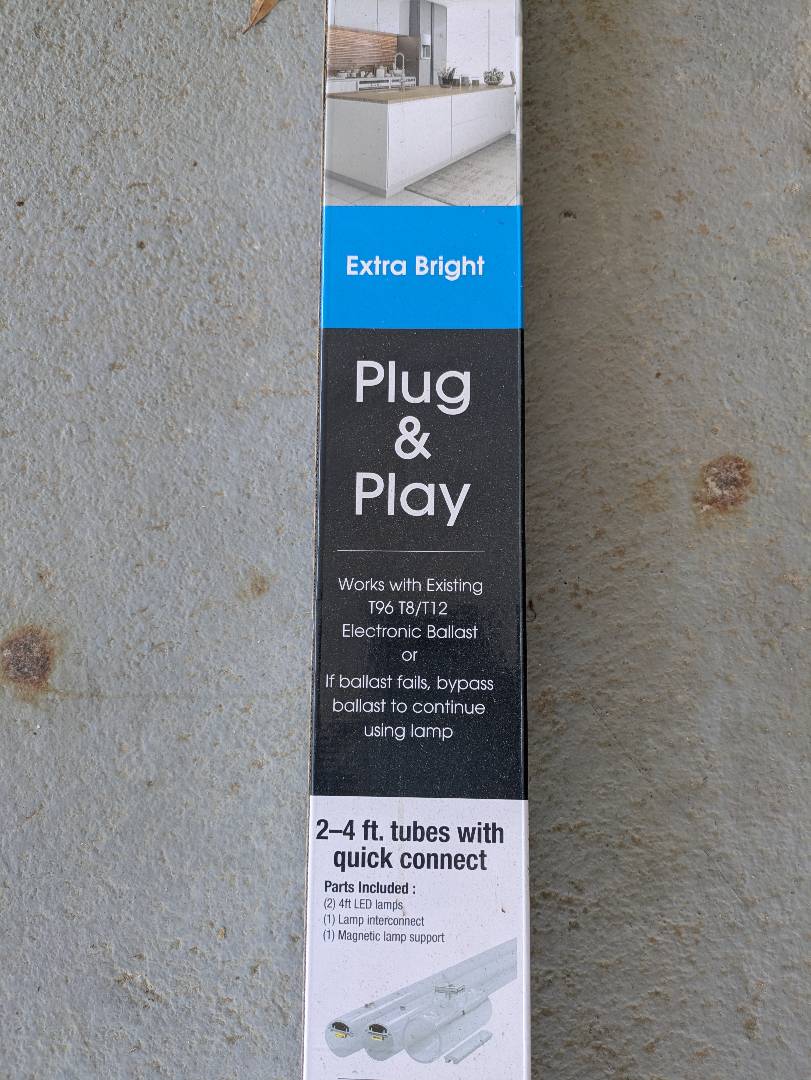 Extra Bright
Plug
&
Play
Works with Existing
T96 T8/T12
Electronic Ballast
or
If ballast fails, bypass
ballast to continue
using lamp
2–4 ft. tubes with
quick connect
Parts Included :
(2) 4ft LED lamps
(1) Lamp interconnect
(1) Magnetic lamp support